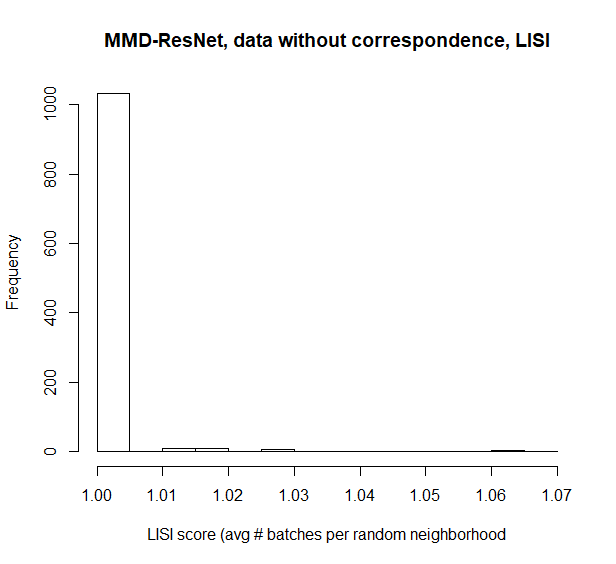 MMD-ResNet, data without correspondence, LISI
1000
800
600
400
200
0
Frequency
1.00 1.01 1.02 1.03 1.04 1.05 1.06 1.07
LISI score (avg # batches per random neighborhood